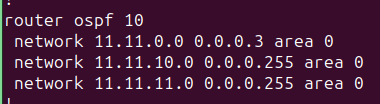 !
router ospf 10
 network 11.11.0.0 0.0.0.3 area 0
 network 11.11.10.0 0.0.0.255 area 0
 network 11.11.11.0 0.0.0.255 area 0
!